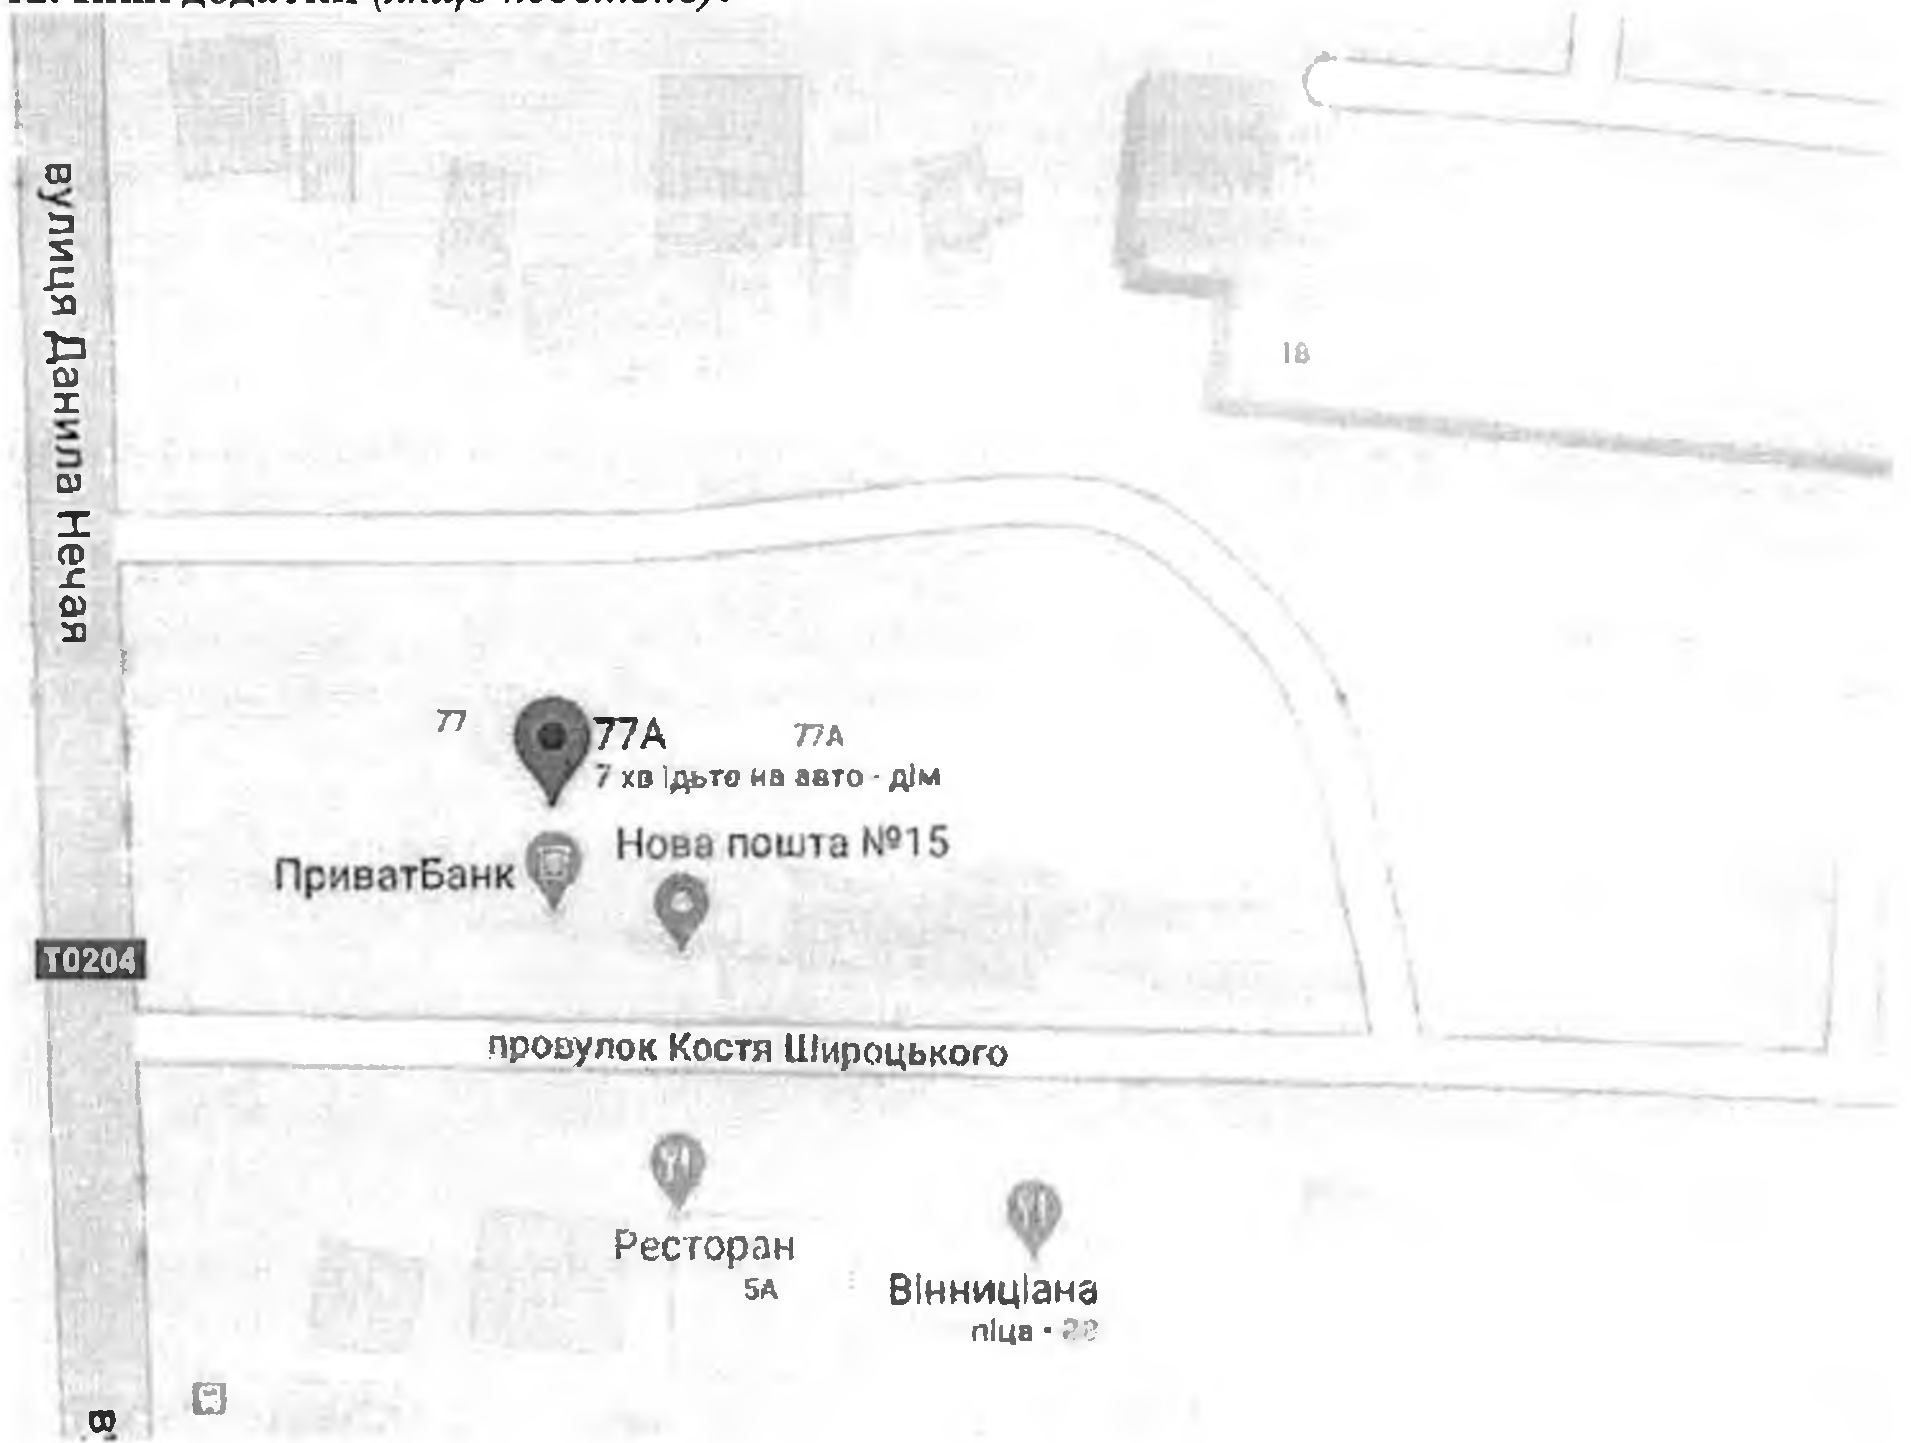 вулиця Данила Нечая
18
77
77А
77А
7 хв їдьте на авто · дім
Нова пошта №15
ПриватБанк
Т0204
провулок Костя Широцького
Ресторан
5А
Вінниціана
піца ·
В